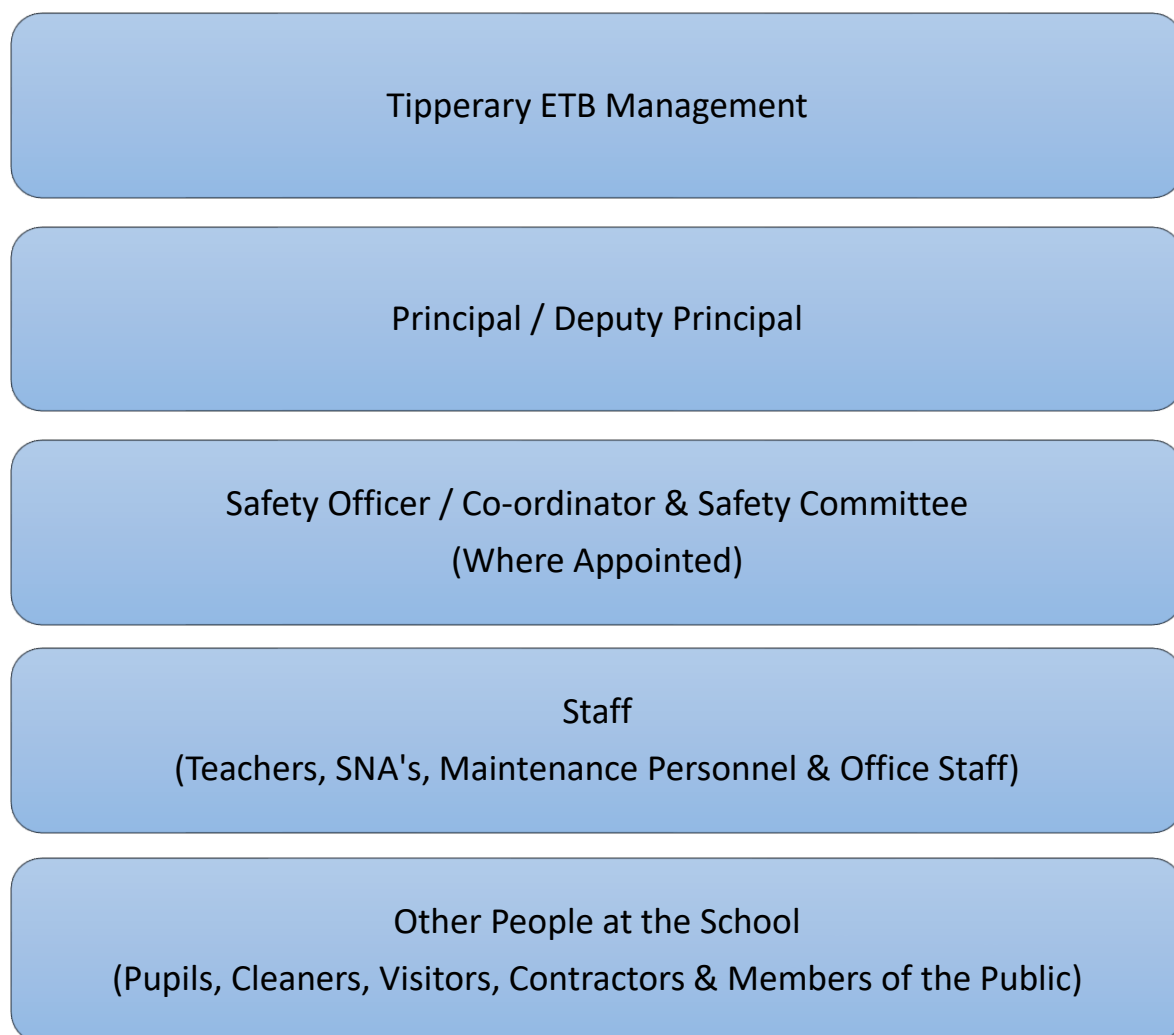 Tipperary ETB Management
Principal / Deputy Principal
Safety Officer / Co-ordinator & Safety Committee
(Where Appointed)
Staff
(Teachers, SNA's, Maintenance Personnel & Office Staff)
Other People at the School
(Pupils, Cleaners, Visitors, Contractors & Members of the Public)